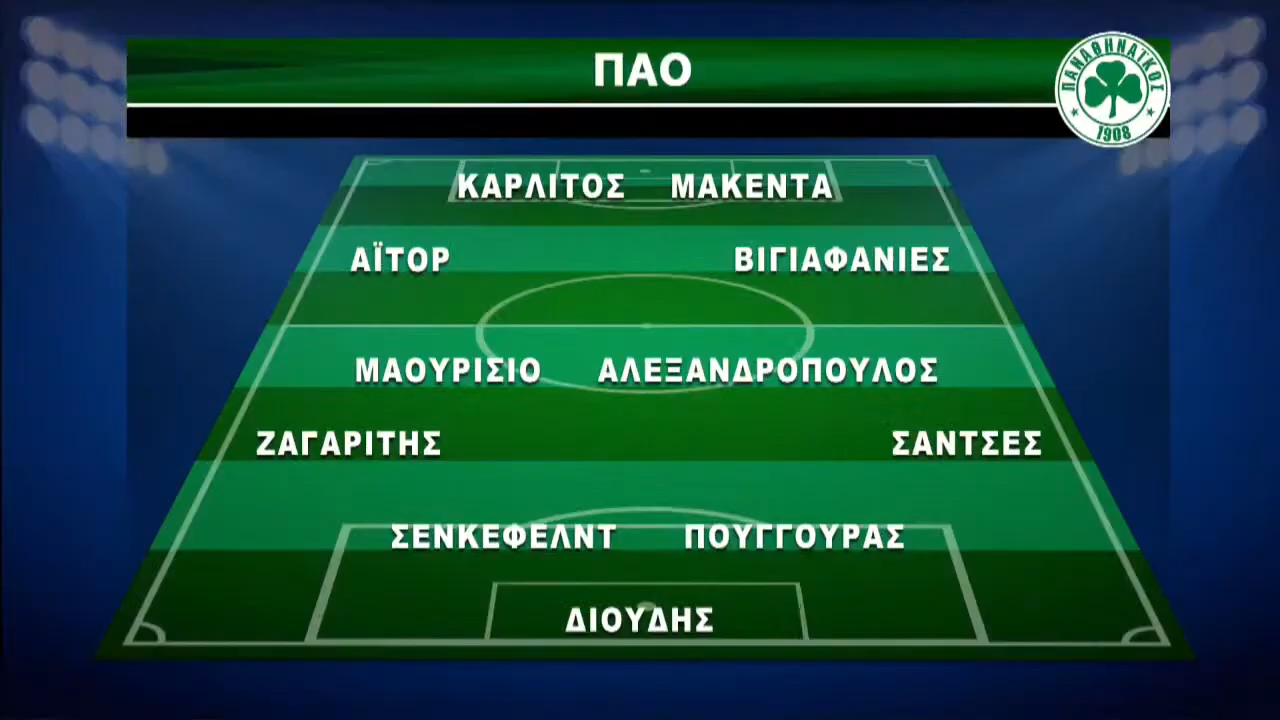 ΠΑΟ
ΠΑΝΑΘΗΝΑΪΚΟΣ
1908
ΚΑΡΛΙΤΟΣ ΜΑΚΕΝΤΑ
ΑΪΤΟΡ ΒΙΓΙΑΦΑΝΙΕΣ
ΜΑΟΥΡΙΣΙΟ ΑΛΕΞΑΝΔΡΟΠΟΥΛΟΣ
ΖΑΓΑΡΙΤΗΣ ΣΑΝΤΣΕΣ
ΣΕΝΚΕΦΕΛΝΤ ΠΟΥΓΓΟΥΡΑΣ
ΔΙΟΥΔΗΣ